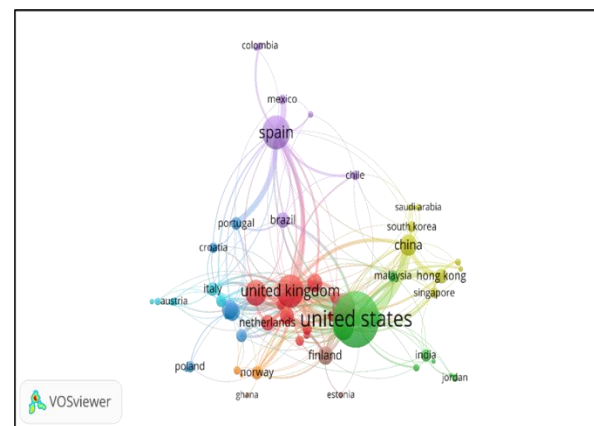 colombia
mexico
spain
chile
saudi arabia
portugal
brazil
south korea
china
croatia
malaysia
hong kong
italy
united kingdom
singapore
austria
netherlands
united states
finland
india
poland
norway
jordan
ghana
estonia
VOSviewer